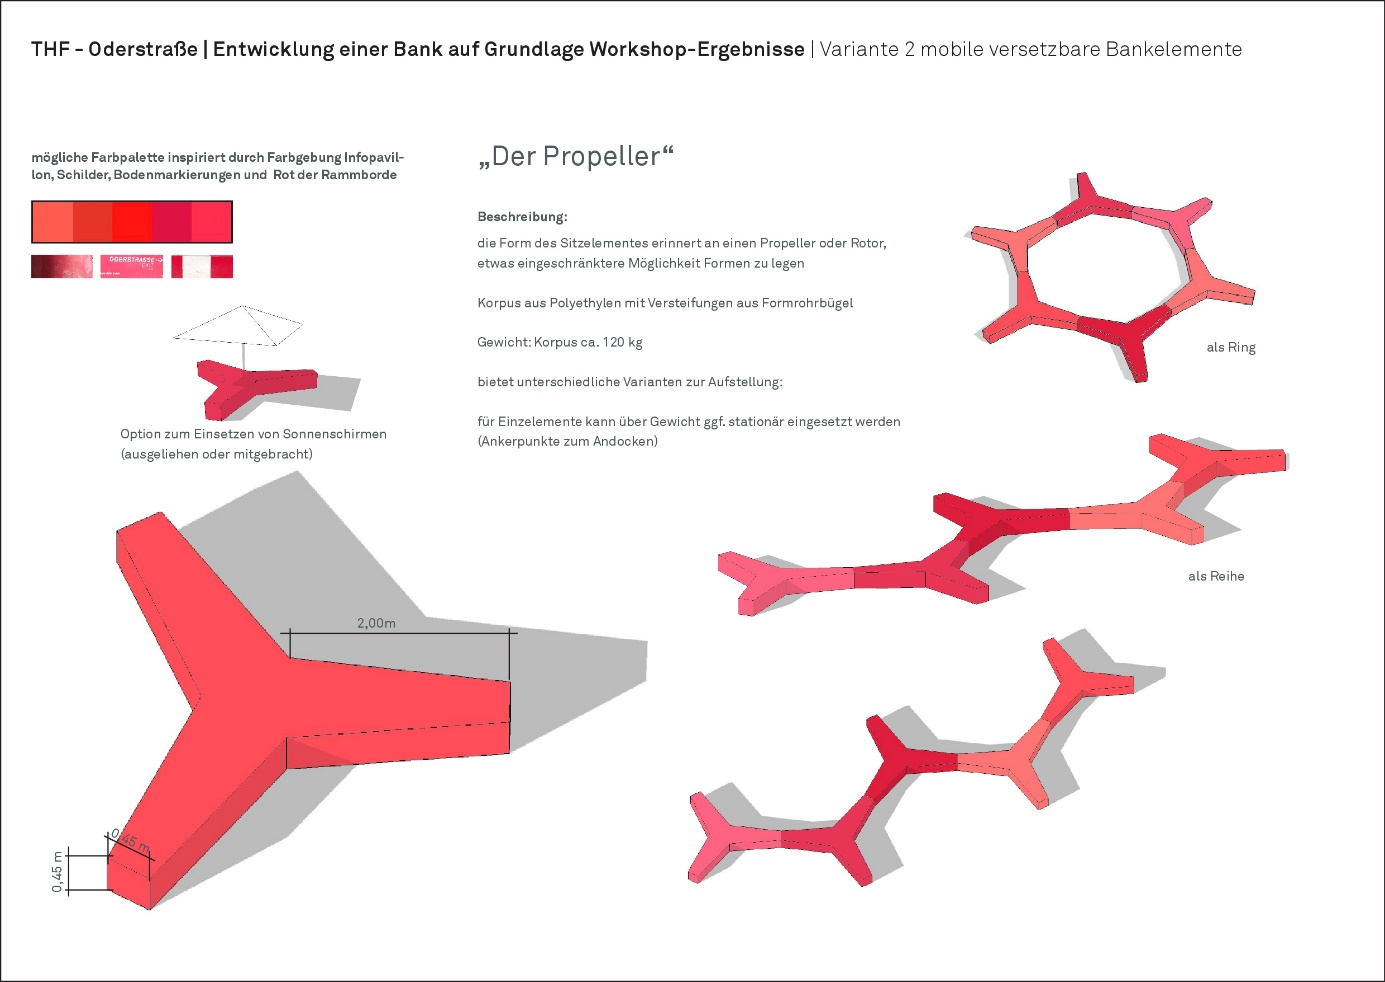 THF - Oderstraße | Entwicklung einer Bank auf Grundlage Workshop-Ergebnisse | Variante 2 mobile versetzbare Bankelemente
mögliche Farbpalette inspiriert durch Farbgebung Infopavil-
lon, Schilder, Bodenmarkierungen und Rot der Rammborde
ODERSTRASSE
Option zum Einsetzen von Sonnenschirmen
(ausgeliehen oder mitgebracht)
„Der Propeller“
Beschreibung:
die Form des Sitzelementes erinnert an einen Propeller oder Rotor,
etwas eingeschränktere Möglichkeit Formen zu legen
Korpus aus Polyethylen mit Versteifungen aus Formrohrbügel
Gewicht: Korpus ca. 120 kg
bietet unterschiedliche Varianten zur Aufstellung:
für Einzelemente kann über Gewicht ggf. stationär eingesetzt werden
(Ankerpunkte zum Andocken)
als Ring
als Reihe
2,00m
0,45 m
0,45 m